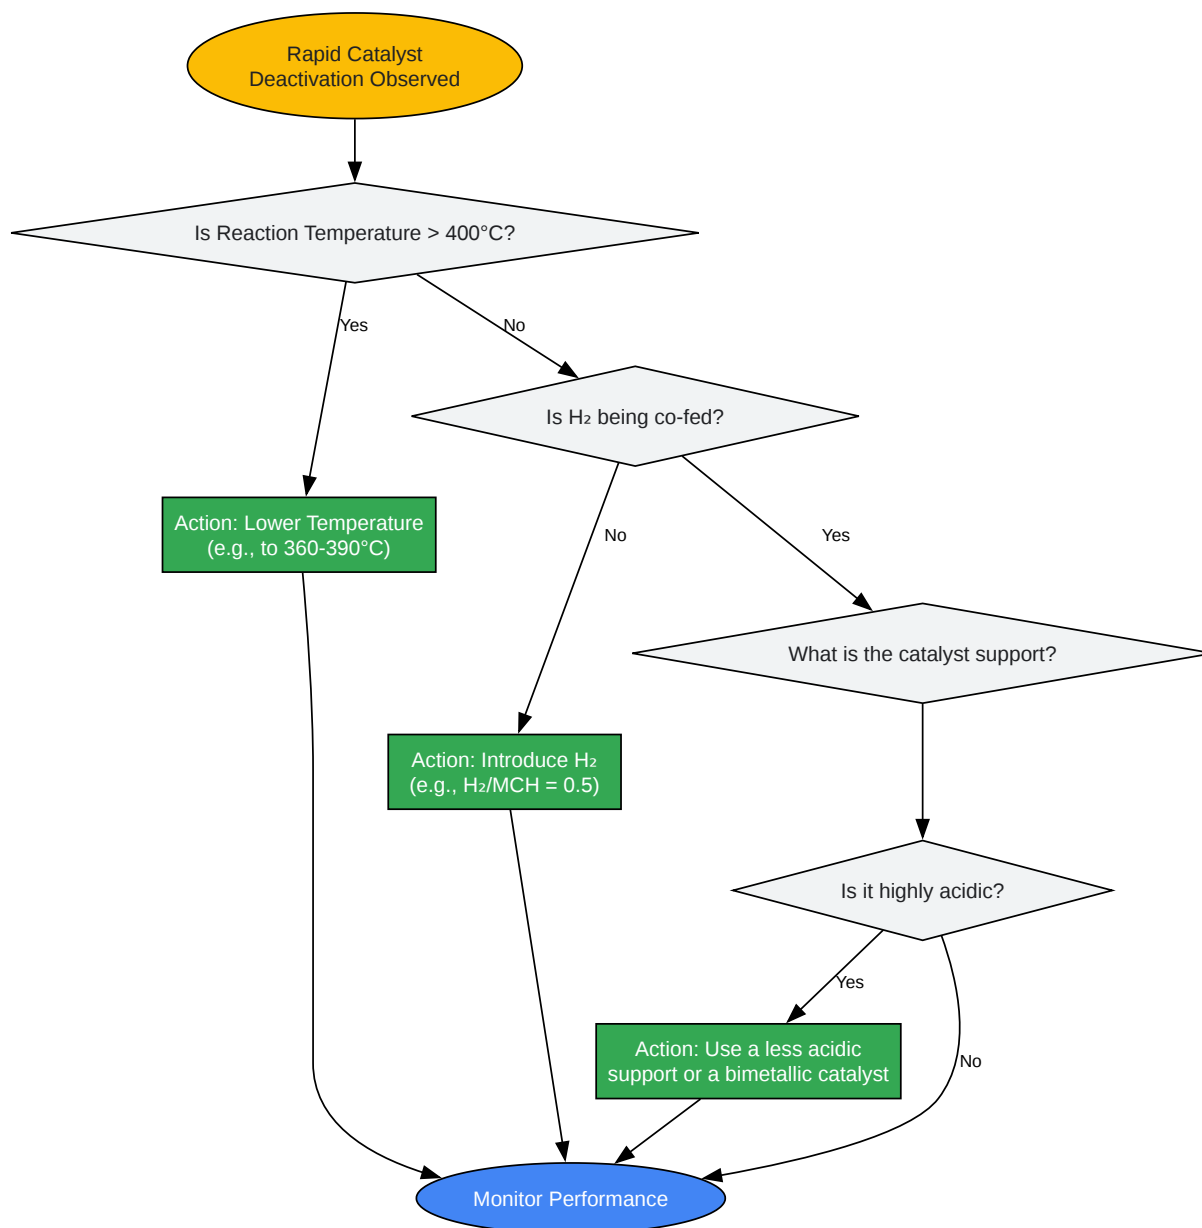 Rapid Catalyst
Deactivation Observed
Is Reaction Temperature > 400°C?
Yes
No
Is H₂ being co-fed?
Action: Lower Temperature
(e.g., to 360-390°C)
No
Yes
What is the catalyst support?
Action: Introduce H₂
(e.g., H₂/MCH = 0.5)
Is it highly acidic?
Yes
Action: Use a less acidic
support or a bimetallic catalyst
No
Monitor Performance